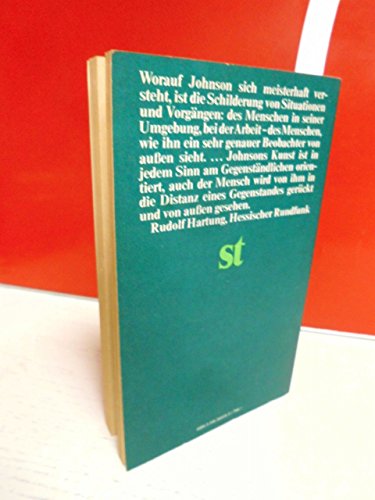 Worauf Johnson sich meisterhaft ver-
steht, ist die Schilderung von Situationen
und Vorgängen: des Menschen in seiner
Umgebung, bei der Arbeit – des Menschen,
wie ihn ein sehr genauer Beobachter von
außen sieht. ... Johnsons Kunst ist in
jedem Sinn am Gegenständlichen orien-
tiert, auch der Mensch wird von ihm in
die Distanz eines Gegenstandes gerückt
und von außen gesehen.
Rudolf Hartung, Hessischer Rundfunk
st